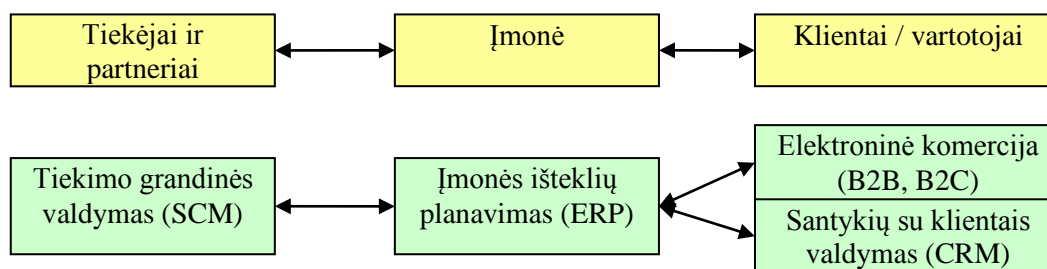 Tiekėjai ir
partneriai
Įmonė
Klientai / vartotojai
Tiekimo grandinės
valdymas (SCM)
Įmonės išteklių
planavimas (ERP)
Elektroninė komercija
(B2B, B2C)
Santykių su klientais
valdymas (CRM)